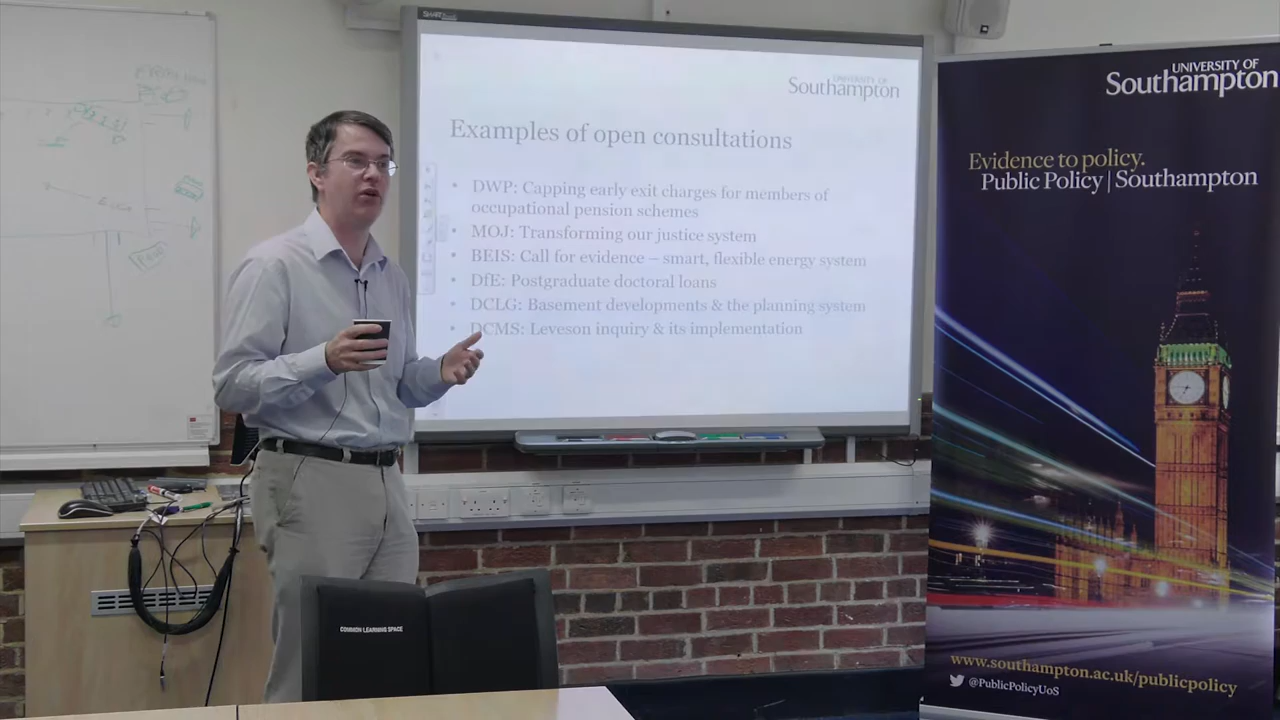 SMART
UNIVERSITY OF
Southampton
Examples of open consultations
• DWP: Capping early exit charges for members of
occupational pension schemes
• MOJ: Transforming our justice system
• BEIS: Call for evidence – smart, flexible energy system
• DfE: Postgraduate doctoral loans
• DCLG: Basement developments & the planning system
• DCMS: Leveson inquiry & its implementation
COMMON LEARNING SPACE
UNIVERSITY OF
Southampton
Evidence to policy.
Public Policy | Southampton
www.southampton.ac.uk/publicpolicy
@PublicPolicyUoS